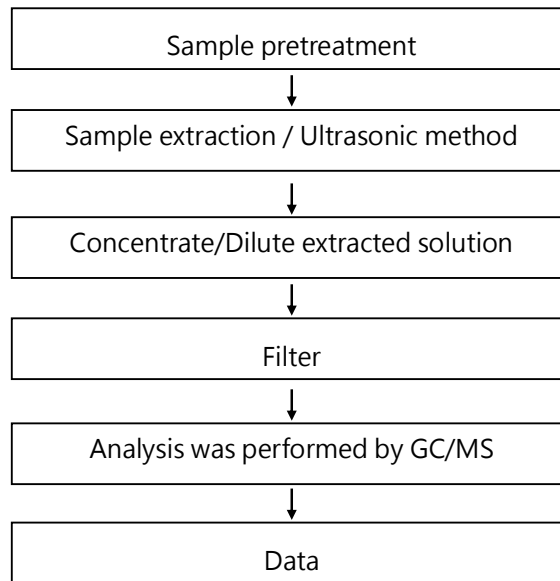 Sample pretreatment
Sample extraction / Ultrasonic method
Concentrate/Dilute extracted solution
Filter
Analysis was performed by GC/MS
Data